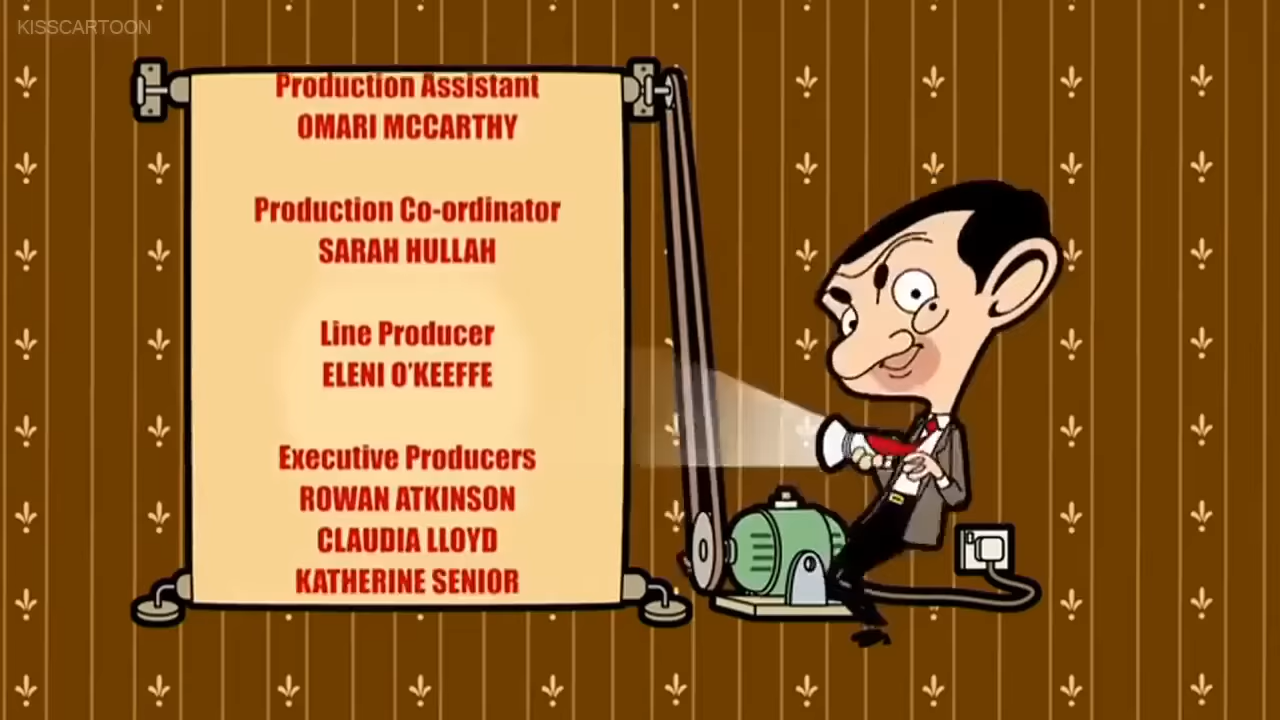 KISSCARTOON
Production Assistant
OMARI MCCARTHY
Production Co-ordinator
SARAH HULLAH
Line Producer
ELENI O'KEEFFE
Executive Producers
ROWAN ATKINSON
CLAUDIA LLOYD
KATHERINE SENIOR